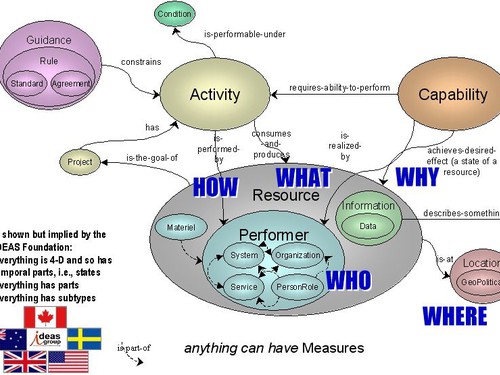 Condition
Guidance
Rule
Standard
Agreement
is-performable-under
constrains
Activity
requires-ability-to-perform
Capability
has
Project
is-the-goal-of
is-
performed-
by
consumes
-and-
produces
is-
realized-
by
achieves-desired-
effect (a state of a
resource)
HOW
WHAT
WHY
Resource
Information
Data
describes-something
Materiel
Performer
System
Organization
Service
PersonRole
WHO
is-at
Location
GeoPolitica
WHERE
shown but implied by the
DEAS Foundation:
verything is 4-D and so has
mporal parts, i.e., states
verything has parts
verything has subtypes
ideas
group
is-part-of
anything can have Measures